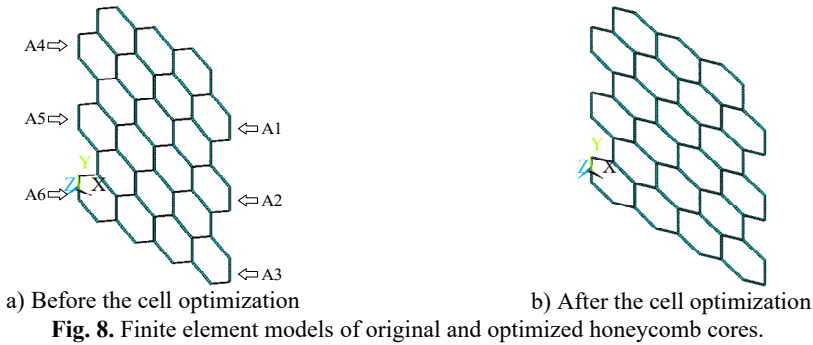 A4
A5
A1
Y
Z X
A6
A2
A3
Y
Z X
a) Before the cell optimization
b) After the cell optimization
Fig. 8. Finite element models of original and optimized honeycomb cores.